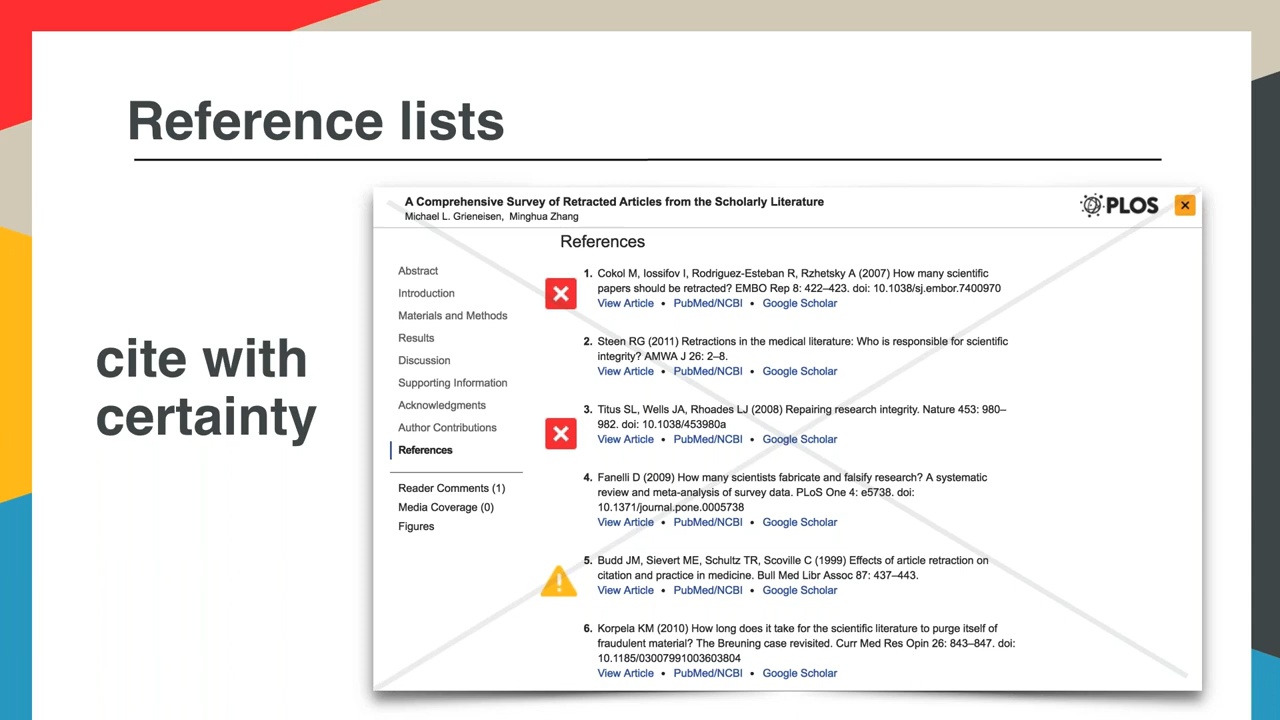 Reference lists
cite with
certainty
A Comprehensive Survey of Retracted Articles from the Scholarly Literature
Michael L. Grieneisen, Minghua Zhang
PLOS
Abstract
Introduction
Materials and Methods
Results
Discussion
Supporting Information
Acknowledgments
Author Contributions
References
Reader Comments (1)
Media Coverage (0)
Figures
References
1. Cokol M, Iossifov I, Rodriguez-Esteban R, Rzhetsky A (2007) How many scientific
papers should be retracted? EMBO Rep 8: 422–423. doi: 10.1038/sj.embor.7400970
View Article • PubMed/NCBI • Google Scholar
2. Steen RG (2011) Retractions in the medical literature: Who is responsible for scientific
integrity? AMWA J 26: 2–8.
View Article • PubMed/NCBI • Google Scholar
3. Titus SL, Wells JA, Rhoades LJ (2008) Repairing research integrity. Nature 453: 980–
982. doi: 10.1038/453980a
View Article • PubMed/NCBI • Google Scholar
4. Fanelli D (2009) How many scientists fabricate and falsify research? A systematic
review and meta-analysis of survey data. PLoS One 4: e5738. doi:
10.1371/journal.pone.0005738
View Article • PubMed/NCBI • Google Scholar
5. Budd JM, Sievert ME, Schultz TR, Scoville C (1999) Effects of article retraction on
citation and practice in medicine. Bull Med Libr Assoc 87: 437–443.
View Article • PubMed/NCBI • Google Scholar
6. Korpela KM (2010) How long does it take for the scientific literature to purge itself of
fraudulent material? The Breuning case revisited. Curr Med Res Opin 26: 843–847. doi:
10.1185/03007991003603804
View Article • PubMed/NCBI • Google Scholar